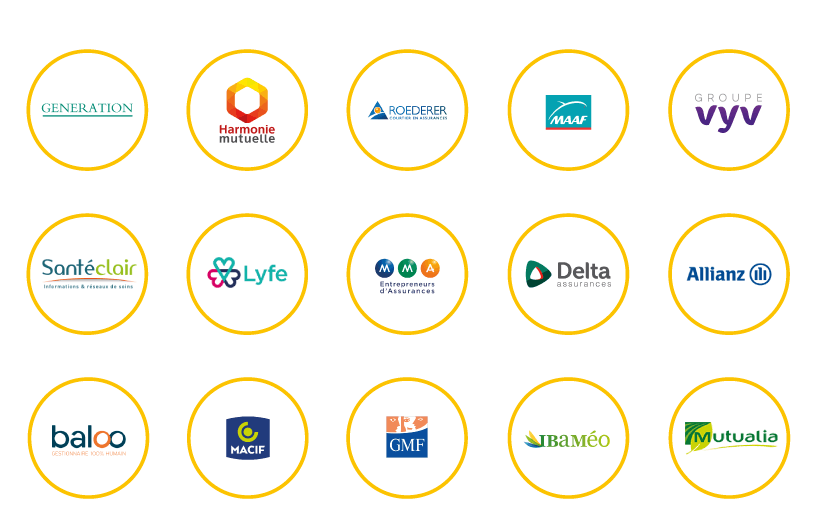 GENERATION
Harmonie
mutuelle
ROEDERER
COURTIER EN ASSURANCES
MAAF
GROUPE
vyv
Santéclair
Informations & réseaux de soins
Lyfe
MMA
Entrepreneurs
d'Assurances
Delta
assurances
Allianz
baloo
GESTIONNAIRE 100% HUMAIN
MACIF
GMF
IBAMÉO
Mutualia